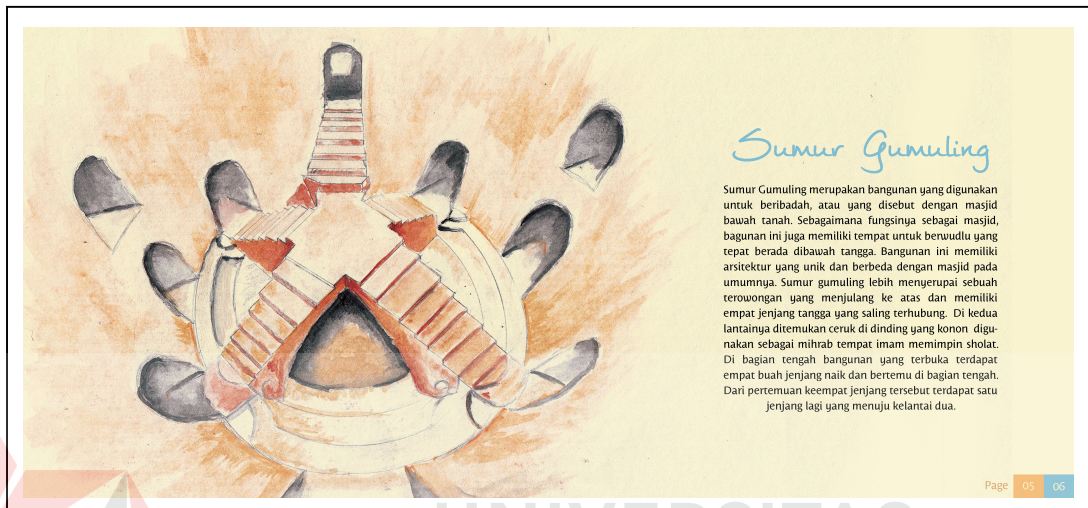 Sumur Gumuling
Sumur Gumuling merupakan bangunan yang digunakan
untuk beribadah, atau yang disebut dengan masjid
bawah tanah. Sebagaimana fungsinya sebagai masjid,
bagunan ini juga memiliki tempat untuk berwudlu yang
tepat berada dibawah tangga. Bangunan ini memiliki
arsitektur yang unik dan berbeda dengan masjid pada
umumnya. Sumur gumuling lebih menyerupai sebuah
terowongan yang menjulang ke atas dan memiliki
empat jenjang tangga yang saling terhubung. Di kedua
lantainya ditemukan ceruk di dinding yang konon digu-
nakan sebagai mihrab tempat imam memimpin sholat.
Di bagian tengah bangunan yang terbuka terdapat
empat buah jenjang naik dan bertemu di bagian tengah.
Dari pertemuan keempat jenjang tersebut terdapat satu
jenjang lagi yang menuju kelantai dua.
Page 05 06
UNIVERSITAS